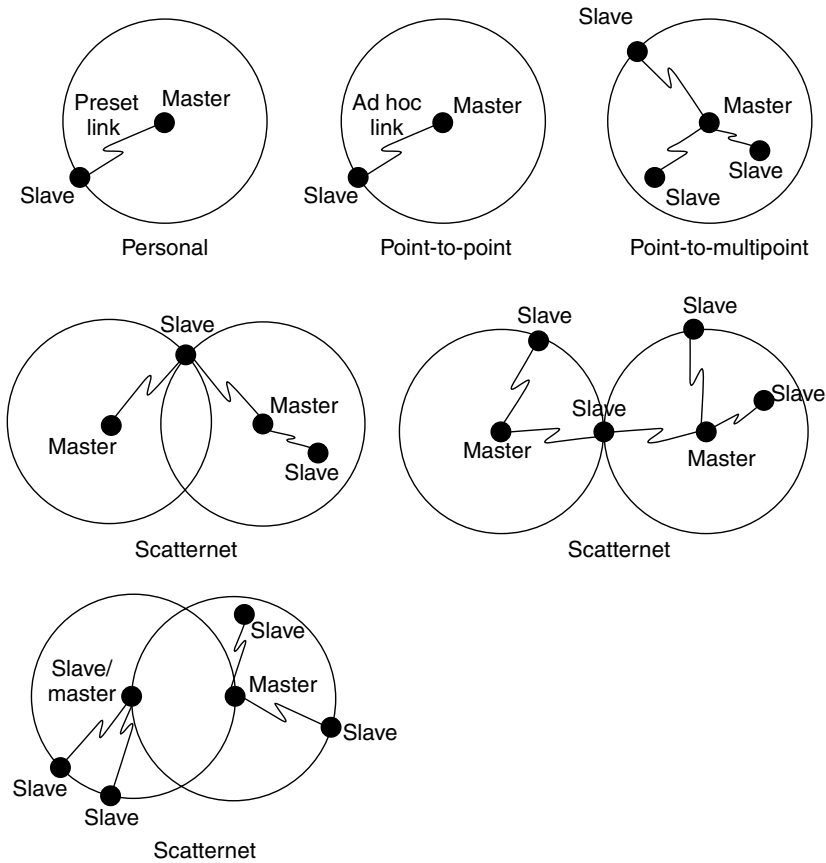 Preset
link
Master
Slave
Personal
Ad hoc
link
Master
Slave
Point-to-point
Slave
Master
Slave
Slave
Point-to-multipoint
Slave
Master
Master
Slave
Scatternet
Slave
Slave
Slave
Slave
Master
Master
Scatternet
Slave/
master
Slave
Master
Slave
Slave
Slave
Scatternet